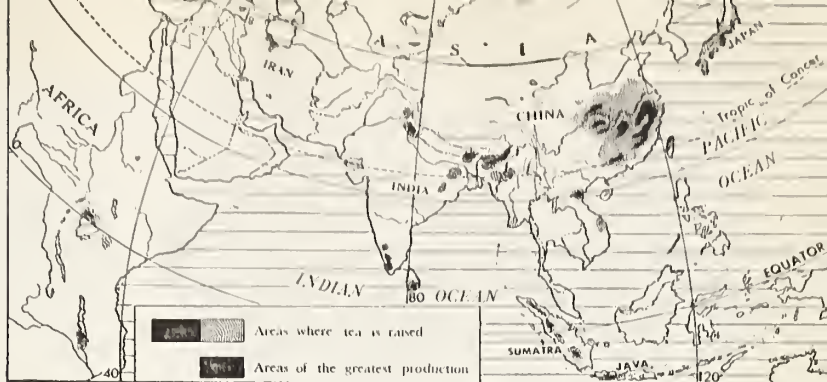 A S I A
JAPAN
IRAN
AFRICA
CHINA
Tropic of Cancer
PACIFIC
OCEAN
0
INDIA
EQUATOR
INDIAN OCEAN
80
Areas where tea is raised
SUMATRA
Areas of the greatest production
JAVA
40
120